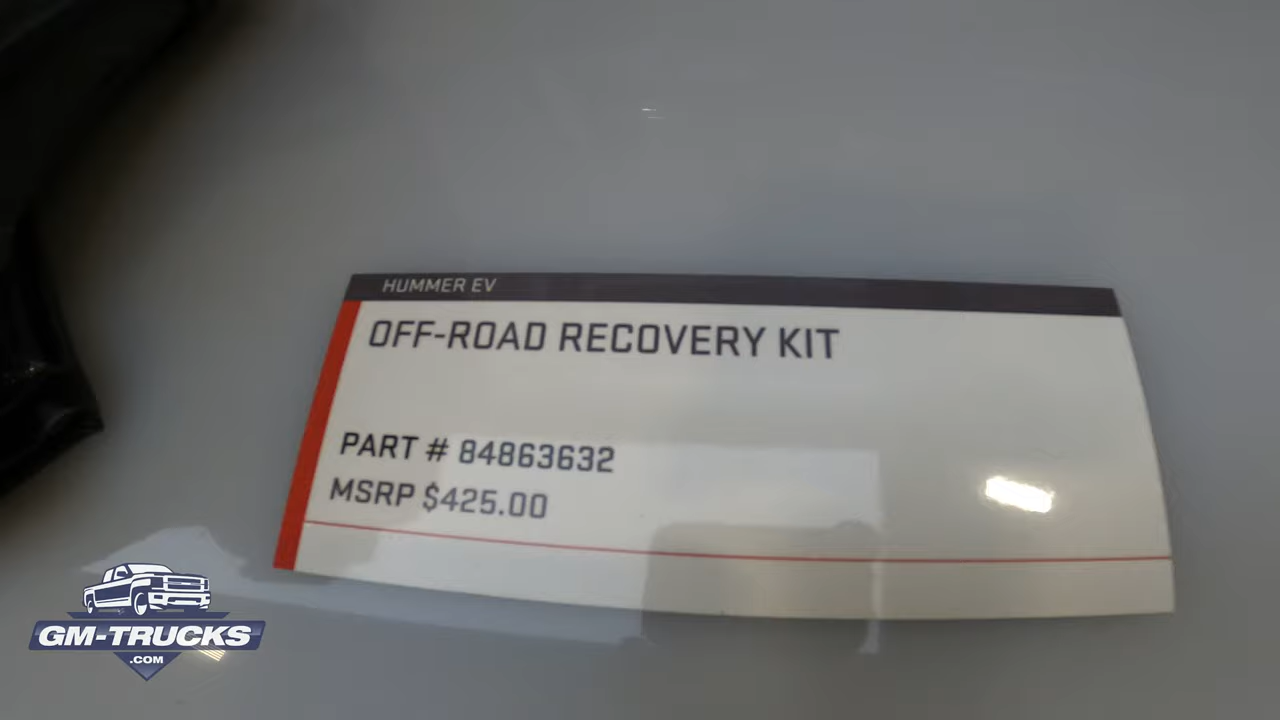 HUMMER EV
OFF-ROAD RECOVERY KIT
PART # 84863632
MSRP $425.00
GM-TRUCKS
.COM